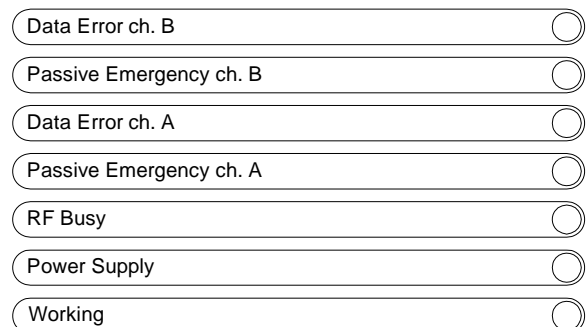 Data Error ch. B
Passive Emergency ch. B
Data Error ch. A
Passive Emergency ch. A
RF Busy
Power Supply
Working